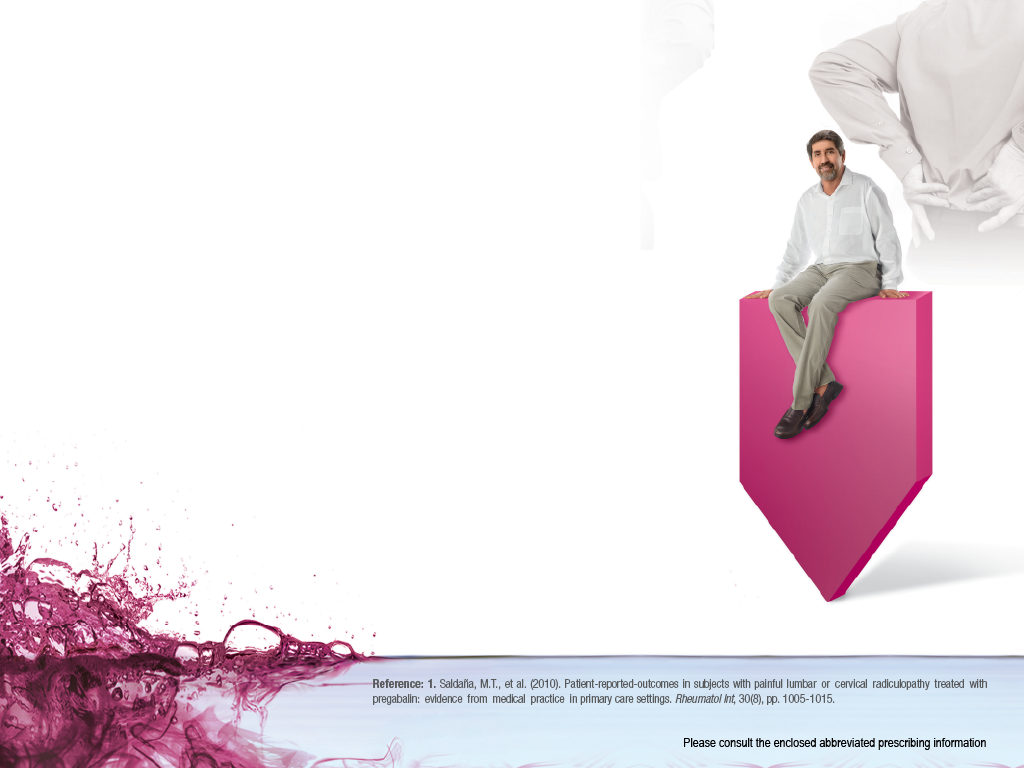 Reference: 1. Saldaña, M.T., et al. (2010). Patient-reported-outcomes in subjects with painful lumbar or cervical radiculopathy treated with
pregabalin: evidence from medical practice in primary care settings. Rheumatol Int, 30(8), pp. 1005-1015.
Please consult the enclosed abbreviated prescribing information